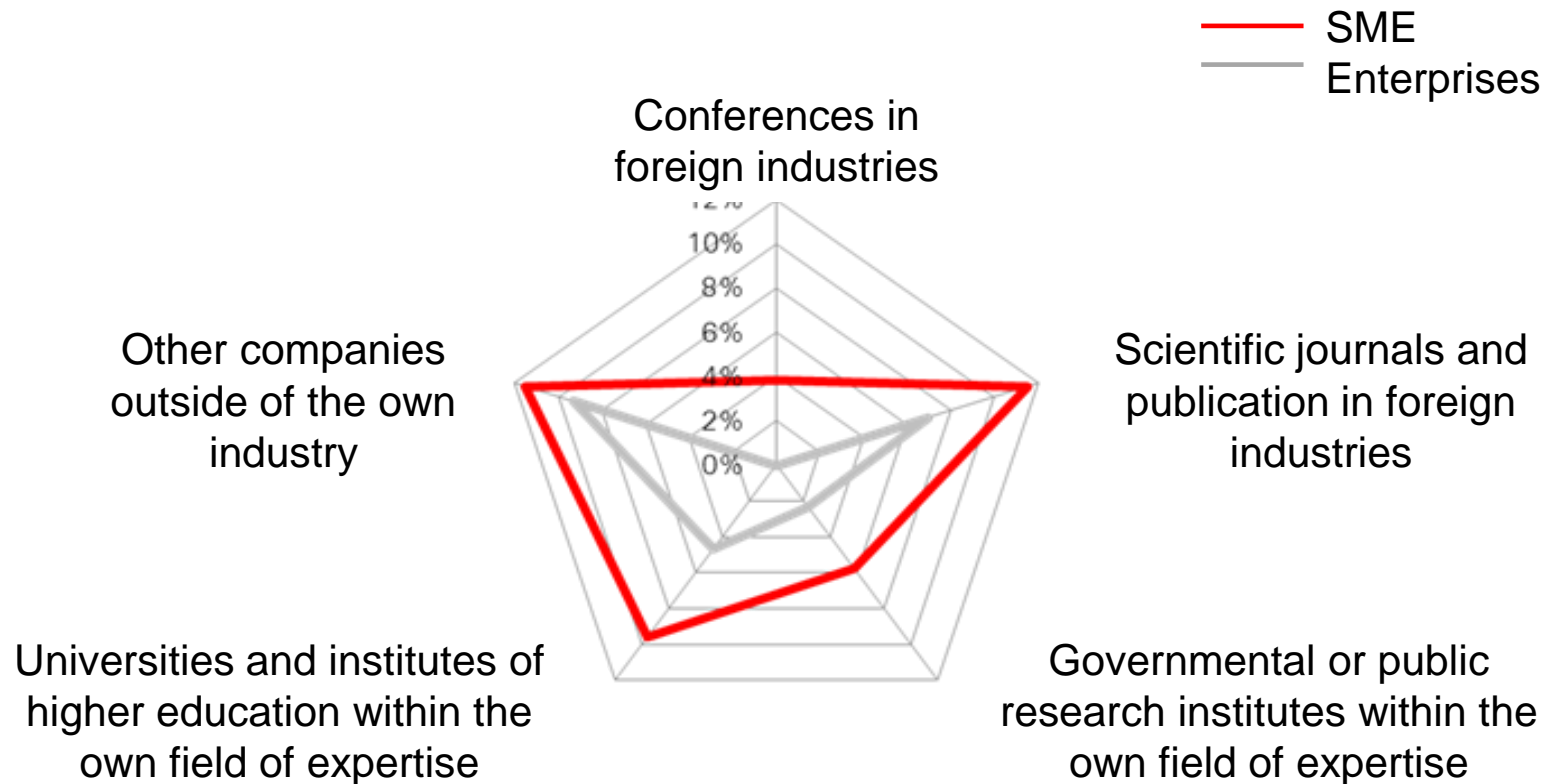 SME
Enterprises
Conferences in
foreign industries
12%
10%
8%
6%
4%
2%
0%
Other companies
outside of the own
industry
Scientific journals and
publication in foreign
industries
Universities and institutes of
higher education within the
own field of expertise
Governmental or public
research institutes within the
own field of expertise